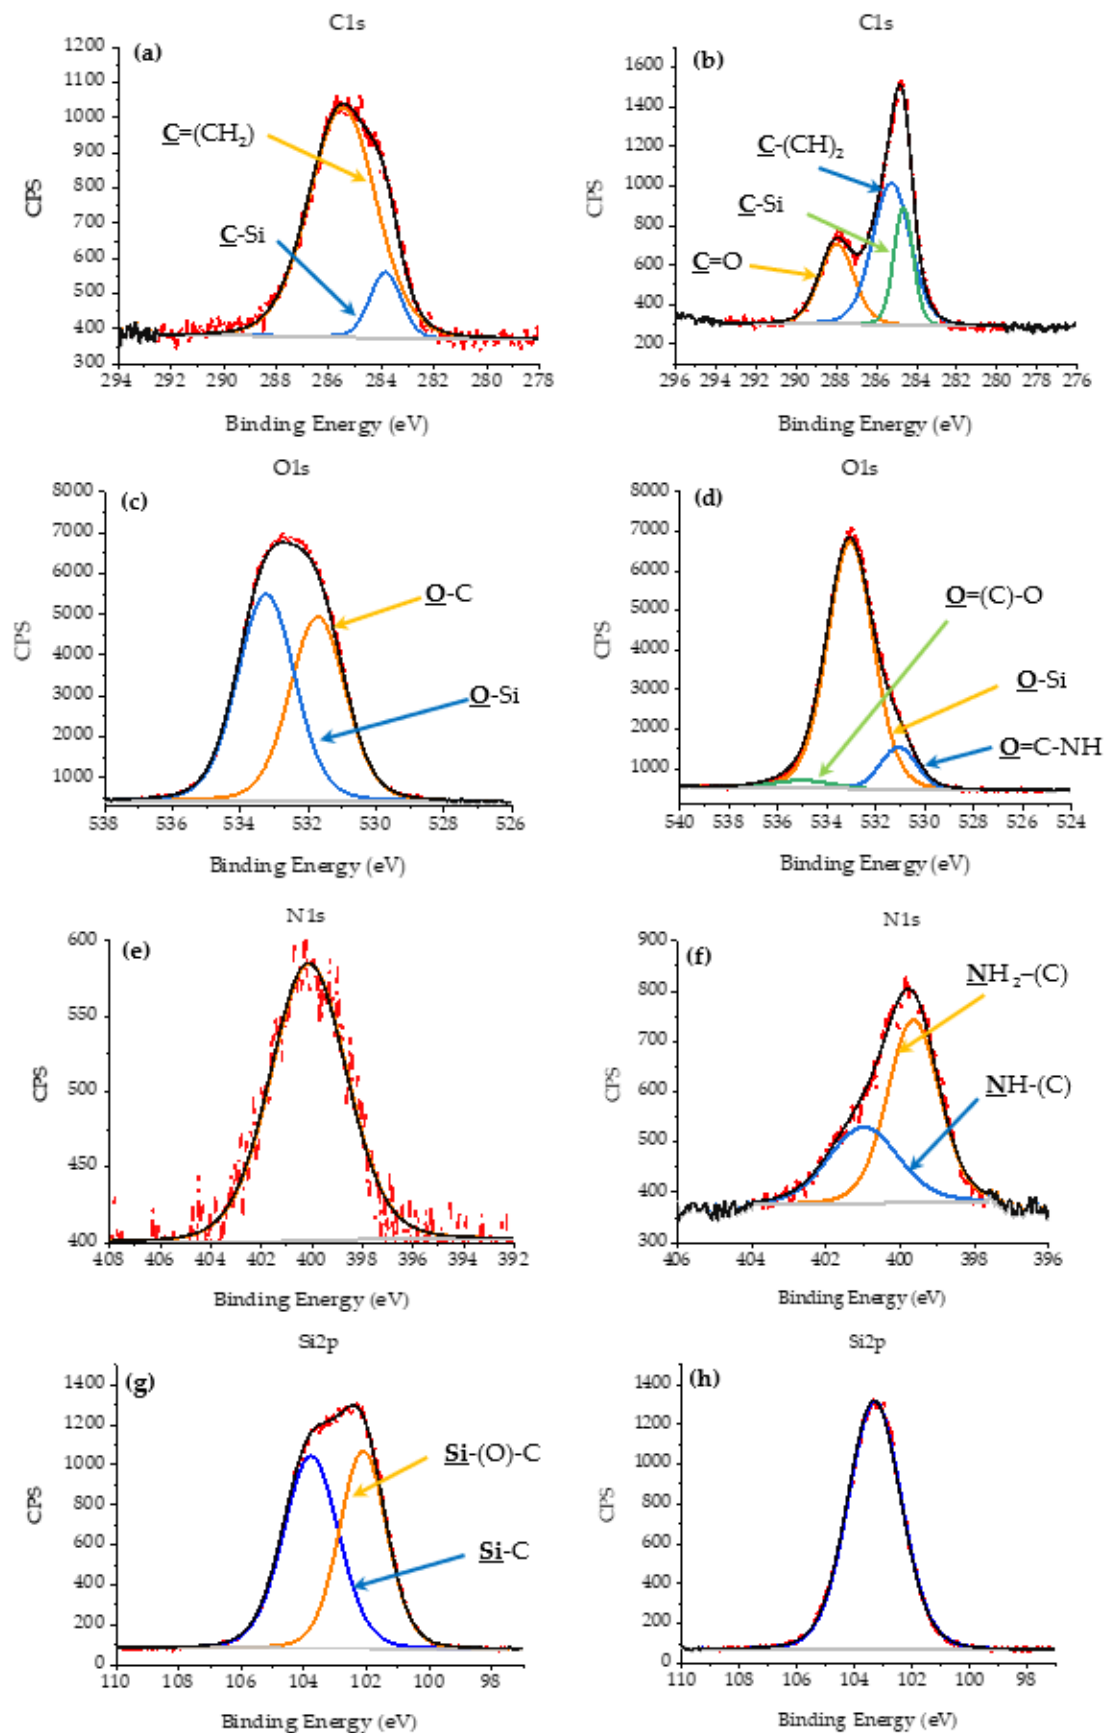 C1s
(a)
1200
1100
1000
900
800
700
600
500
400
300
CPS
C=(CH₂)
C-Si
294 292 290 288 286 284 282 280 278
Binding Energy (eV)
C1s
(b)
1600
1400
1200
1000
800
600
400
200
CPS
C-(CH)₂
C-Si
C=O
296 294 292 290 288 286 284 282 280 278 276
Binding Energy (eV)
O1s
(c)
8000
7000
6000
5000
4000
3000
2000
1000
CPS
O-C
O-Si
538 536 534 532 530 528 526
Binding Energy (eV)
O1s
(d)
8000
7000
6000
5000
4000
3000
2000
1000
CPS
O=(C)-O
O-Si
O=C-NH
540 538 536 534 532 530 528 526 524
Binding Energy (eV)
N1s
(e)
600
550
500
450
400
CPS
408 406 404 402 400 398 396 394 392
Binding Energy (eV)
N1s
(f)
900
800
700
600
500
400
300
CPS
NH₂–(C)
NH-(C)
406 404 402 400 398 396
Binding Energy (eV)
Si2p
(g)
1400
1200
1000
800
600
400
200
0
CPS
Si-(O)-C
Si-C
110 108 106 104 102 100 98
Binding Energy (eV)
Si2p
(h)
1400
1200
1000
800
600
400
200
0
CPS
110 108 106 104 102 100 98
Binding Energy (eV)